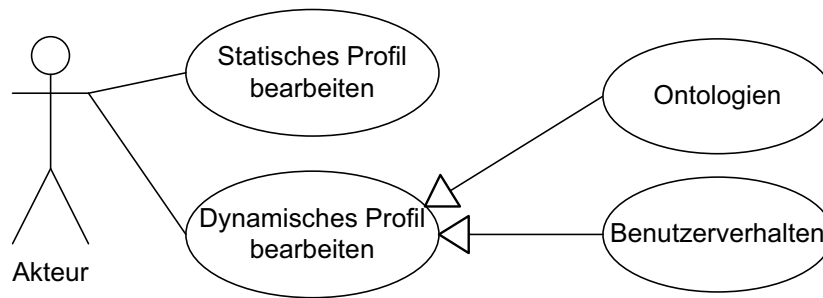 Statisches Profil
bearbeiten
Ontologien
Dynamisches Profil
bearbeiten
Benutzerverhalten
Akteur